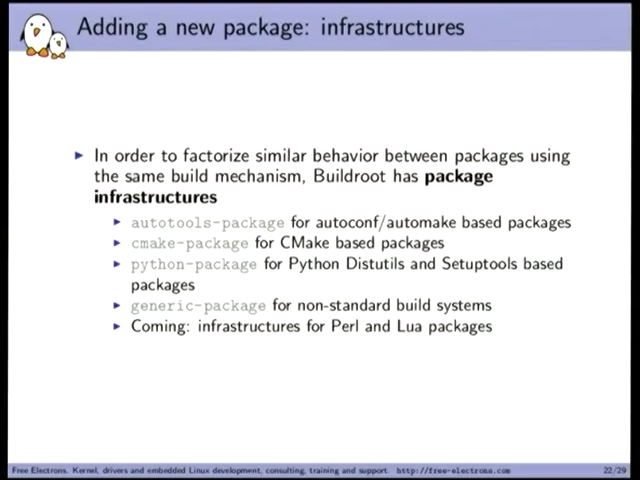 Adding a new package: infrastructures
▶ In order to factorize similar behavior between packages using
the same build mechanism, Buildroot has package
infrastructures
▶ autotools-package for autoconf/automake based packages
▶ cmake-package for CMake based packages
▶ python-package for Python Distutils and Setuptools based
packages
▶ generic-package for non-standard build systems
▶ Coming: infrastructures for Perl and Lua packages
Free Electrons. Kernel, drivers and embedded Linux development, consulting, training and support. http://free-electrons.com 22/29